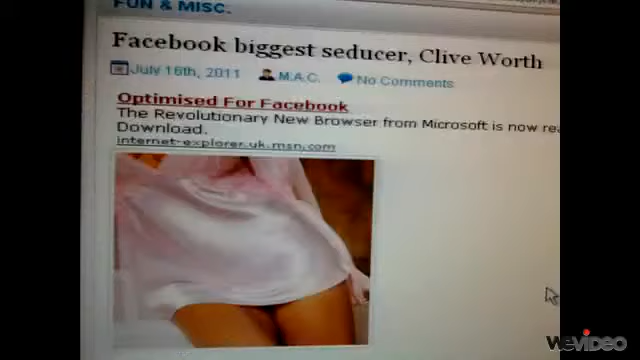 FUN & MISC.
Facebook biggest seducer, Clive Worth
July 16th, 2011 M.A.C. No Comments
Optimised For Facebook
The Revolutionary New Browser from Microsoft is now
Download.
internet-explorer.uk.msn.com
WEVIDEO